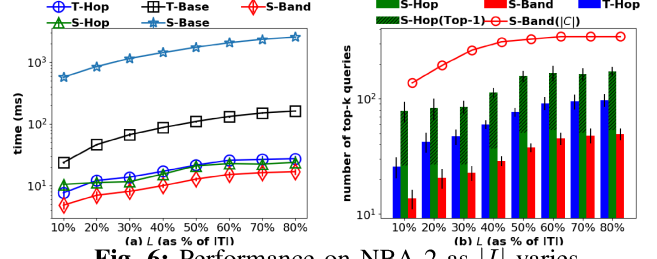 T-Hop T-Base S-Band
S-Hop S-Base
time (ms)
10³
10²
10¹
10% 20% 30% 40% 50% 60% 70% 80%
(a) L (as % of |T|)
S-Hop S-Band T-Hop
S-Hop(Top-1) S-Band(|C|)
number of top-k queries
10²
10¹
10% 20% 30% 40% 50% 60% 70% 80%
(b) L (as % of |T|)
Fig. 6: Performance on NBA-2 as |I| varies